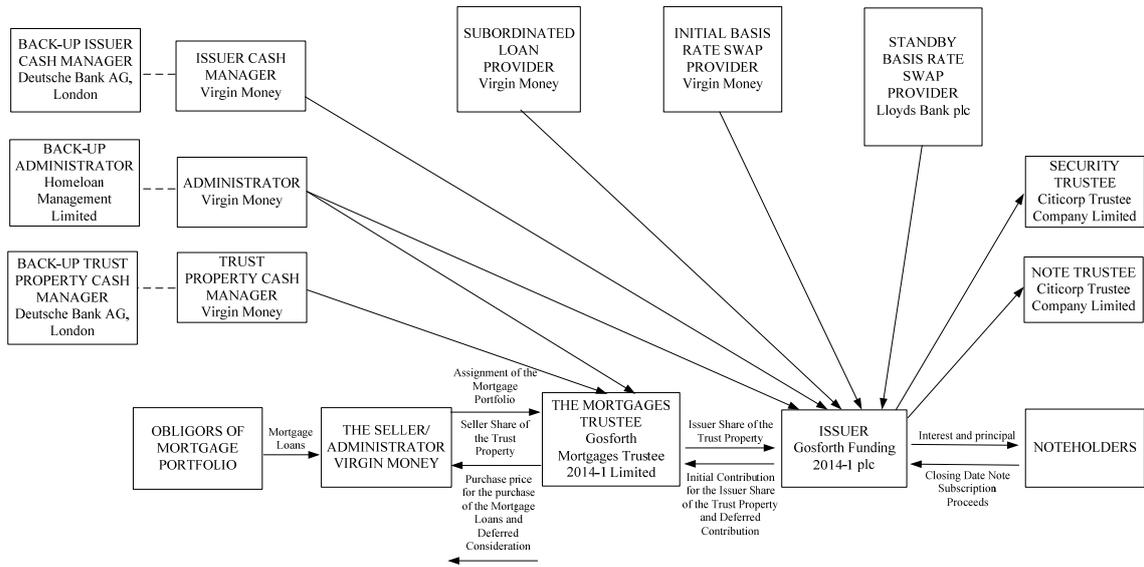 BACK-UP ISSUER
CASH MANAGER
Deutsche Bank AG,
London
ISSUER CASH
MANAGER
Virgin Money
SUBORDINATED
LOAN
PROVIDER
Virgin Money
INITIAL BASIS
RATE SWAP
PROVIDER
Virgin Money
STANDBY
BASIS RATE
SWAP
PROVIDER
Lloyds Bank plc
BACK-UP
ADMINISTRATOR
Homeloan
Management
Limited
ADMINISTRATOR
Virgin Money
SECURITY
TRUSTEE
Citicorp Trustee
Company Limited
BACK-UP TRUST
PROPERTY CASH
MANAGER
Deutsche Bank AG,
London
TRUST
PROPERTY CASH
MANAGER
Virgin Money
NOTE TRUSTEE
Citicorp Trustee
Company Limited
OBLIGORS OF
MORTGAGE
PORTFOLIO
Mortgage
Loans
THE SELLER/
ADMINISTRATOR
VIRGIN MONEY
Assignment of the
Mortgage
Portfolio
Seller Share
of the Trust
Property
Purchase price
for the purchase
of the Mortgage
Loans and
Deferred
Consideration
THE MORTGAGES
TRUSTEE
Gosforth
Mortgages Trustee
2014-1 Limited
Issuer Share of the
Trust Property
Initial Contribution
for the Issuer Share
of the Trust Property
and Deferred
Contribution
ISSUER
Gosforth Funding
2014-1 plc
Interest and principal
Closing Date Note
Subscription
Proceeds
NOTEHOLDERS